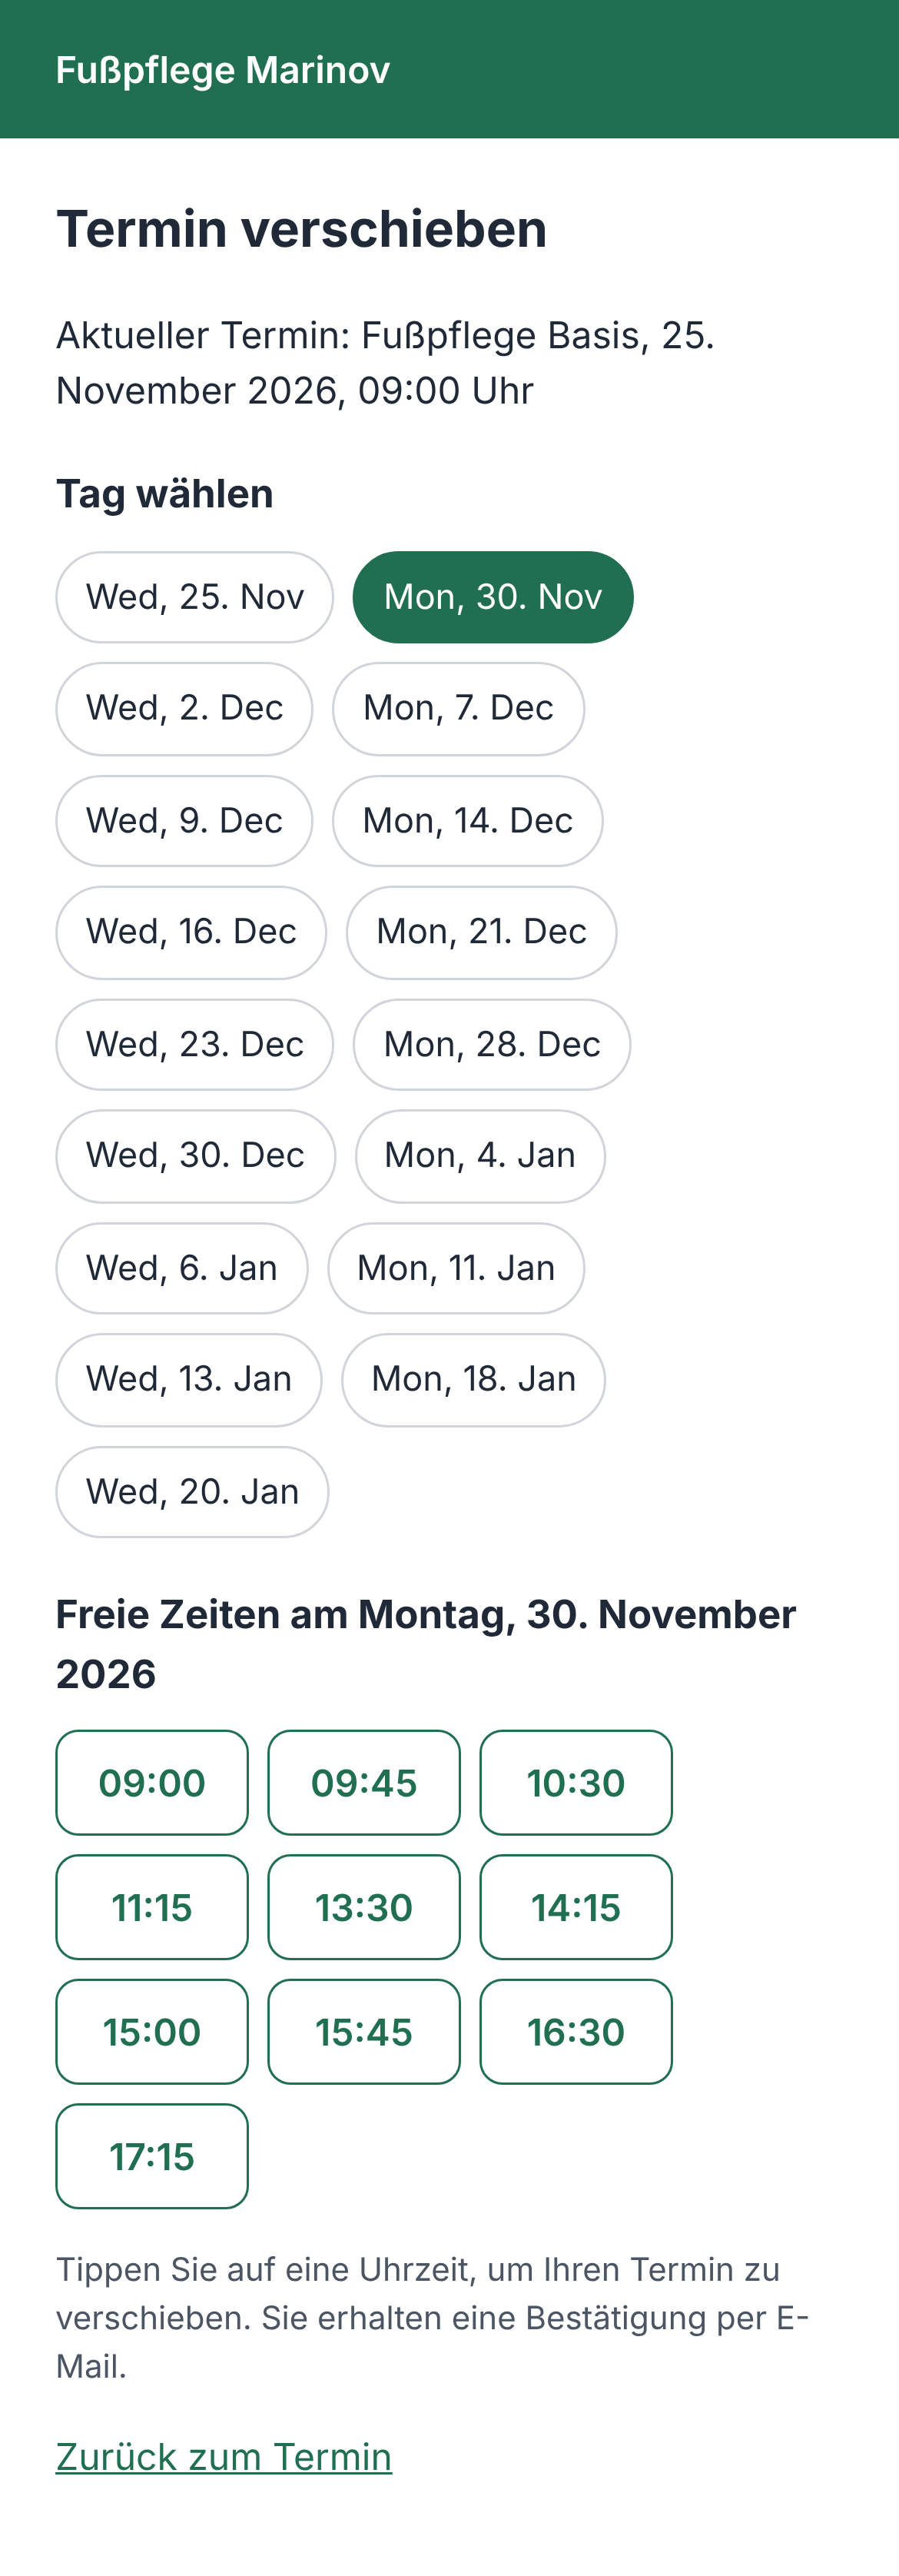 Fußpflege Marinov
Termin verschieben
Aktueller Termin: Fußpflege Basis, 25.
November 2026, 09:00 Uhr
Tag wählen
Wed, 25. Nov Mon, 30. Nov
Wed, 2. Dec Mon, 7. Dec
Wed, 9. Dec Mon, 14. Dec
Wed, 16. Dec Mon, 21. Dec
Wed, 23. Dec Mon, 28. Dec
Wed, 30. Dec Mon, 4. Jan
Wed, 6. Jan Mon, 11. Jan
Wed, 13. Jan Mon, 18. Jan
Wed, 20. Jan
Freie Zeiten am Montag, 30. November
2026
09:00 09:45 10:30
11:15 13:30 14:15
15:00 15:45 16:30
17:15
Tippen Sie auf eine Uhrzeit, um Ihren Termin zu
verschieben. Sie erhalten eine Bestätigung per E-
Mail.
Zurück zum Termin